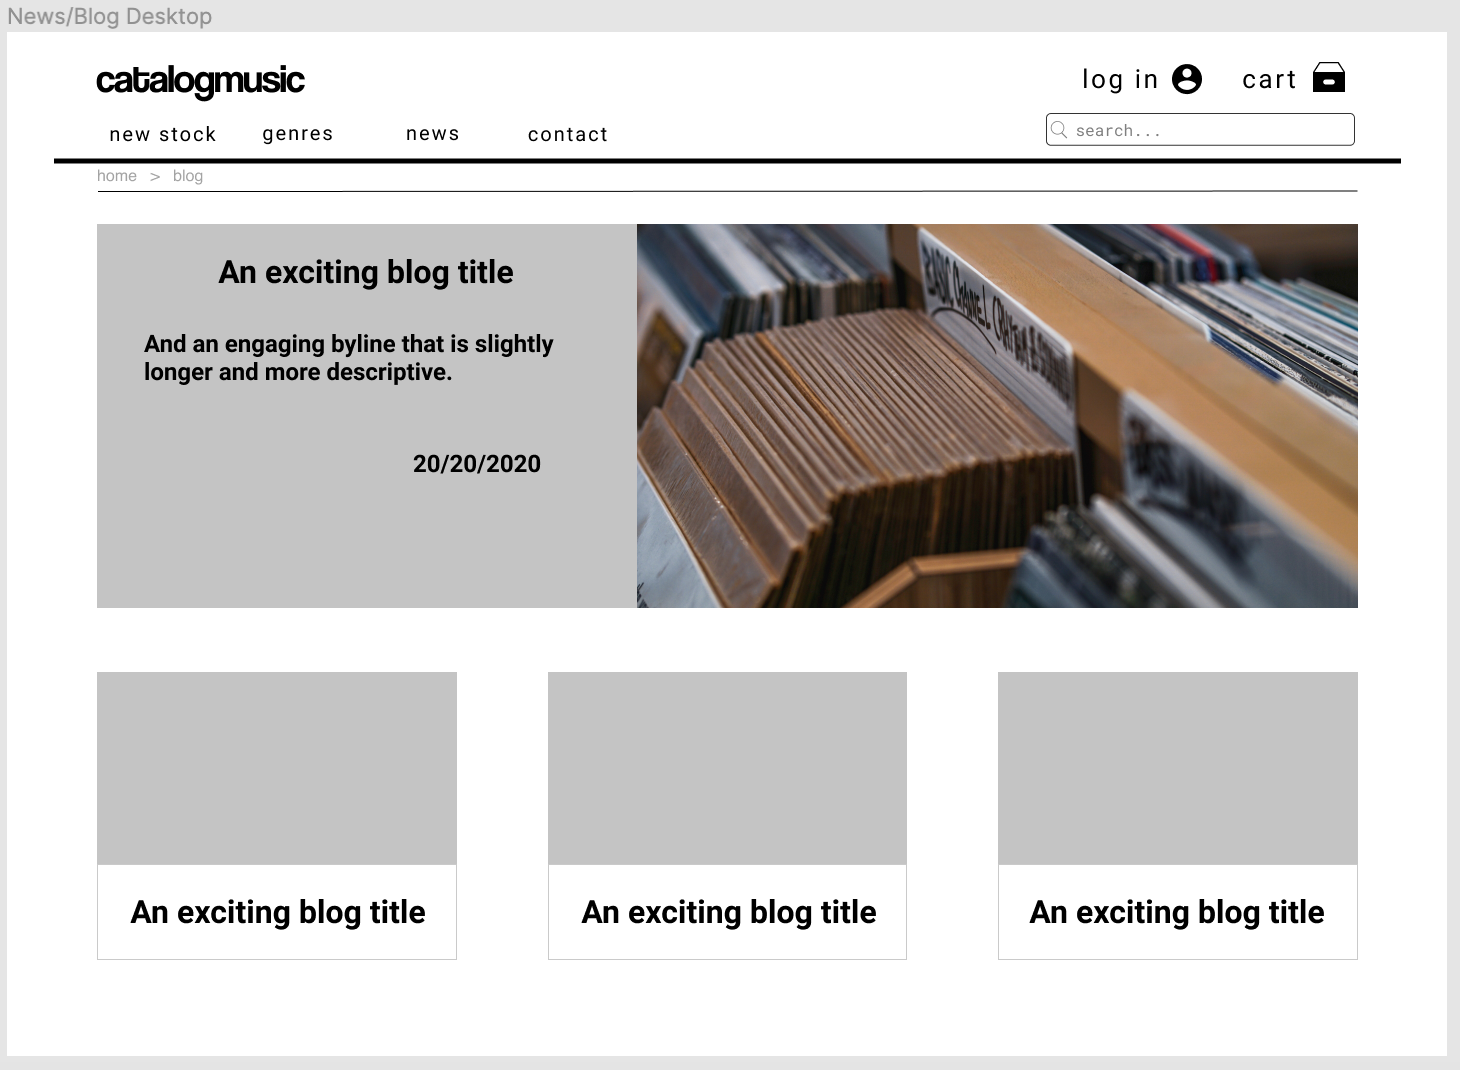 News/Blog Desktop
catalogmusic
log in
cart
new stock
genres
news
contact
search...
home > blog
An exciting blog title
And an engaging byline that is slightly
longer and more descriptive.
20/20/2020
BASIC CHANNEL
An exciting blog title
An exciting blog title
An exciting blog title